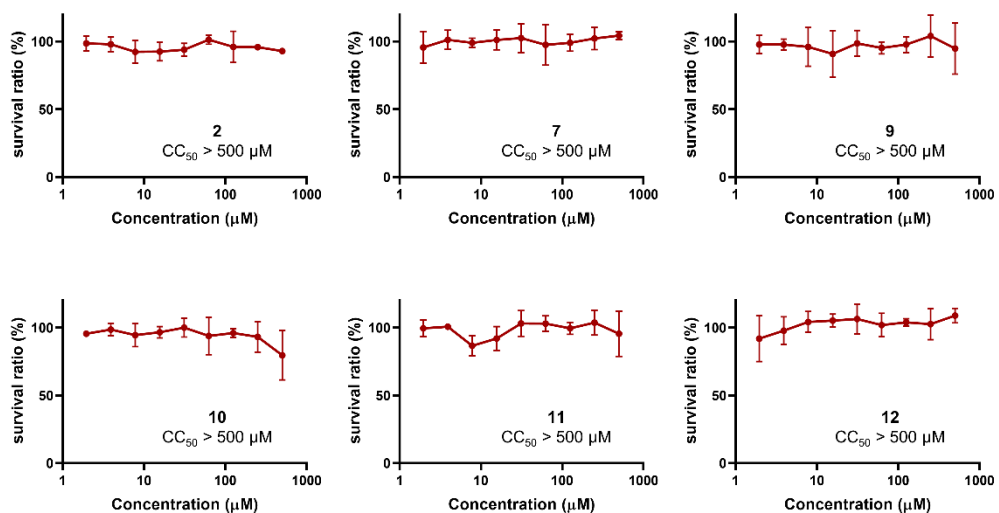 survival ratio (%)
100
50
0
2
CC₅₀ > 500 µM
1 10 100 1000
Concentration (µM)
survival ratio (%)
100
50
0
7
CC₅₀ > 500 µM
1 10 100 1000
Concentration (µM)
survival ratio (%)
100
50
0
9
CC₅₀ > 500 µM
1 10 100 1000
Concentration (µM)
survival ratio (%)
100
50
0
10
CC₅₀ > 500 µM
1 10 100 1000
Concentration (µM)
survival ratio (%)
100
50
0
11
CC₅₀ > 500 µM
1 10 100 1000
Concentration (µM)
survival ratio (%)
100
50
0
12
CC₅₀ > 500 µM
1 10 100 1000
Concentration (µM)